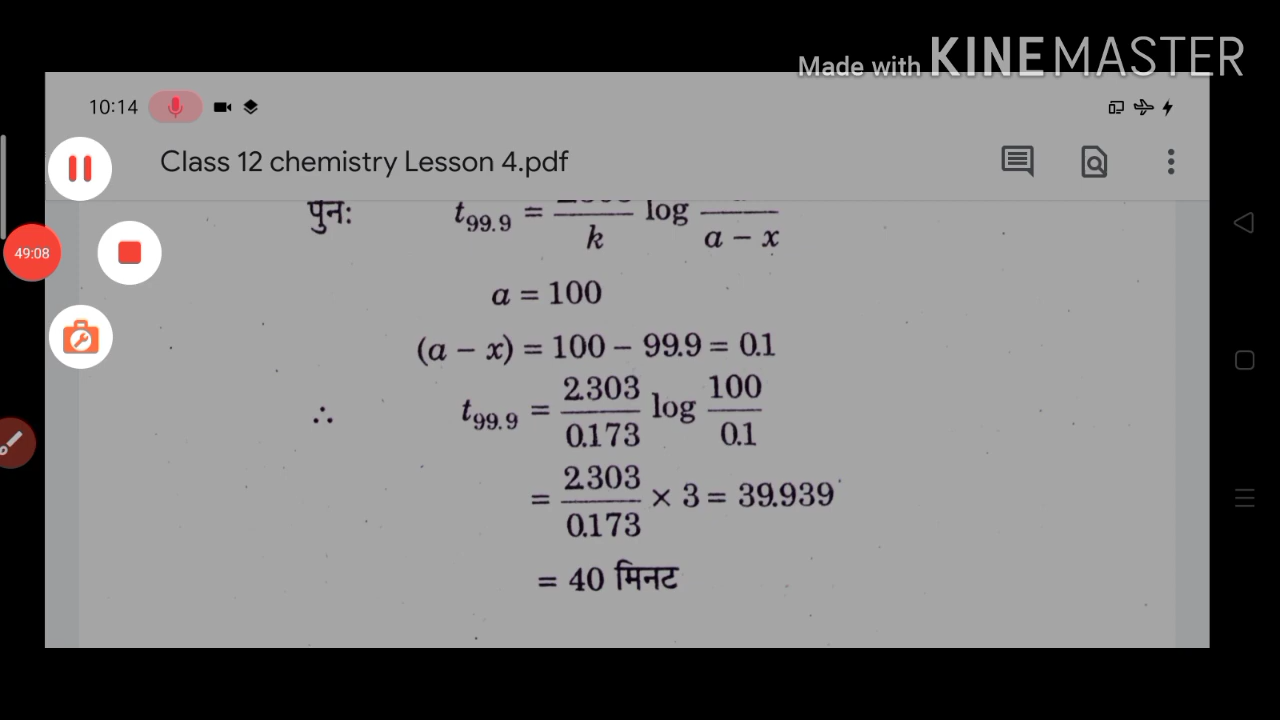 Made with KINEMASTER
10:14
Class 12 chemistry Lesson 4.pdf
पुन: t₉₉.₉ = / k log / a − x
49:08
a = 100
(a − x) = 100 − 99.9 = 0.1
∴ t₉₉.₉ = 2.303 / 0.173 log 100 / 0.1
= 2.303 / 0.173 × 3 = 39.939
= 40 मिनट